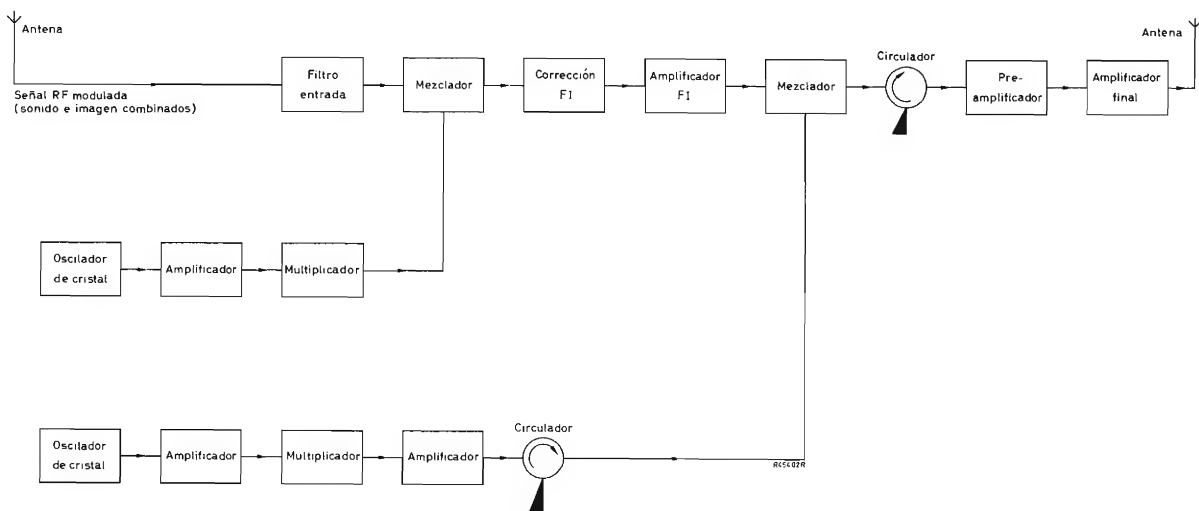 Antena
Antena
Señal RF modulada
(sonido e imagen combinados)
Filtro
entrada
Mezclador
Corrección
FI
Amplificador
FI
Mezclador
Circulador
Pre-
amplificador
Amplificador
final
Oscilador
de cristal
Amplificador
Multiplicador
Oscilador
de cristal
Amplificador
Multiplicador
Amplificador
Circulador
R45402R